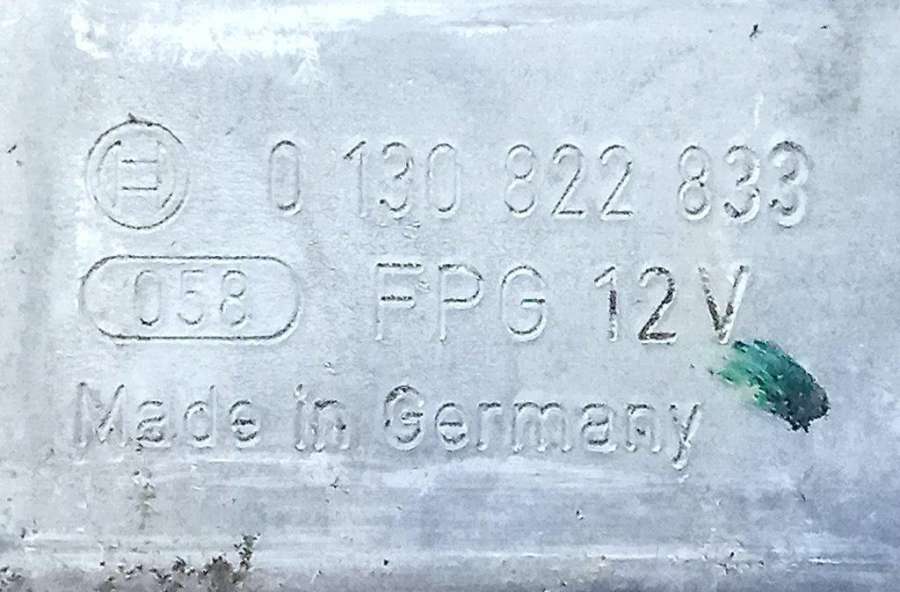 0 130 822 833
058 FPG 12V
Made in Germany